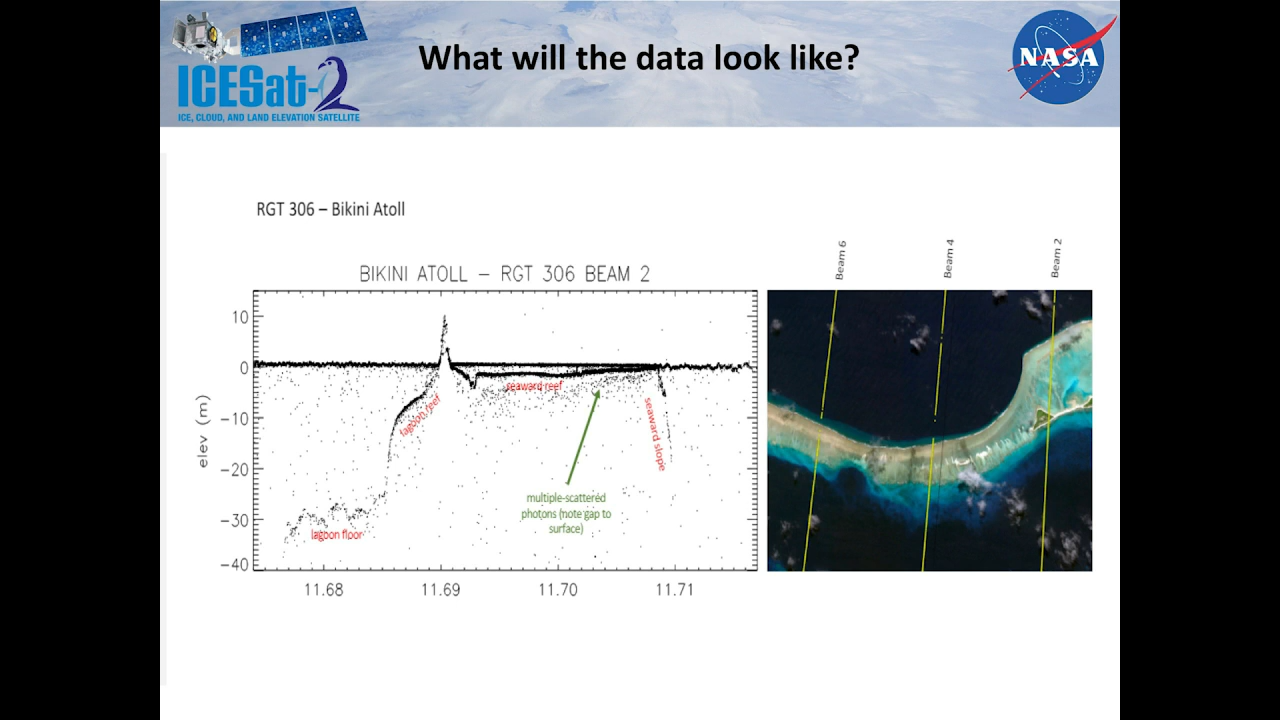 What will the data look like?
ICESat-2
ICE, CLOUD, AND LAND ELEVATION SATELLITE
NASA
RGT 306 – Bikini Atoll
BIKINI ATOLL – RGT 306 BEAM 2
elev (m)
10
0
-10
-20
-30
-40
11.68
11.69
11.70
11.71
lagoon floor
lagoon reef
seaward reef
seaward slope
multiple-scattered
photons (note gap to
surface)
Beam 6
Beam 4
Beam 2